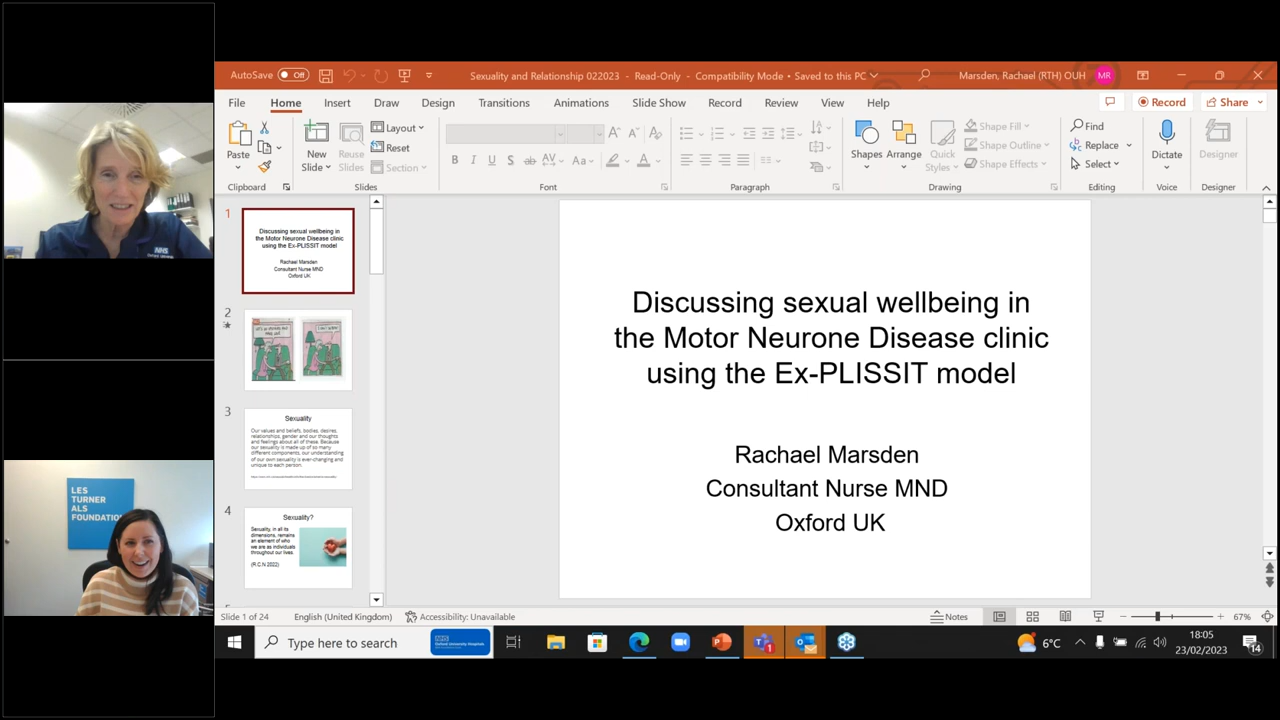 NHS
LES
TURNER
ALS
FOUNDATION
AutoSave Off
Sexuality and Relationship 022023 - Read-Only - Compatibility Mode • Saved to this PC
Marsden, Rachael (RTH) OUH MR
File Home Insert Draw Design Transitions Animations Slide Show Record Review View Help
Record Share
Paste
Clipboard
New
Slide
Reuse
Slides
Layout
Reset
Section
Slides
B I U S ab AV Aa A
Font
Paragraph
Shapes
Arrange
Quick
Styles
Shape Fill
Shape Outline
Shape Effects
Drawing
Find
Replace
Select
Editing
Dictate
Voice
Designer
Designer
1
Discussing sexual wellbeing in
the Motor Neurone Disease clinic
using the Ex-PLISSIT model
Rachael Marsden
Consultant Nurse MND
Oxford UK
2
3
Sexuality
Our values and beliefs, bodies, desires,
relationships, gender and our thoughts
and feelings about all of these. Because
our sexuality is made up of so many
different components, our understanding
of our own sexuality is ever-changing and
unique to each person.
4
Sexuality?
Sexuality, in all its
dimensions, remains
an element of who
we are as individuals
throughout our lives.
(R.C.N 2022)
Discussing sexual wellbeing in
the Motor Neurone Disease clinic
using the Ex-PLISSIT model
Rachael Marsden
Consultant Nurse MND
Oxford UK
Slide 1 of 24 English (United Kingdom) Accessibility: Unavailable
Notes 67%
Type here to search
NHS
6°C
18:05
23/02/2023
14